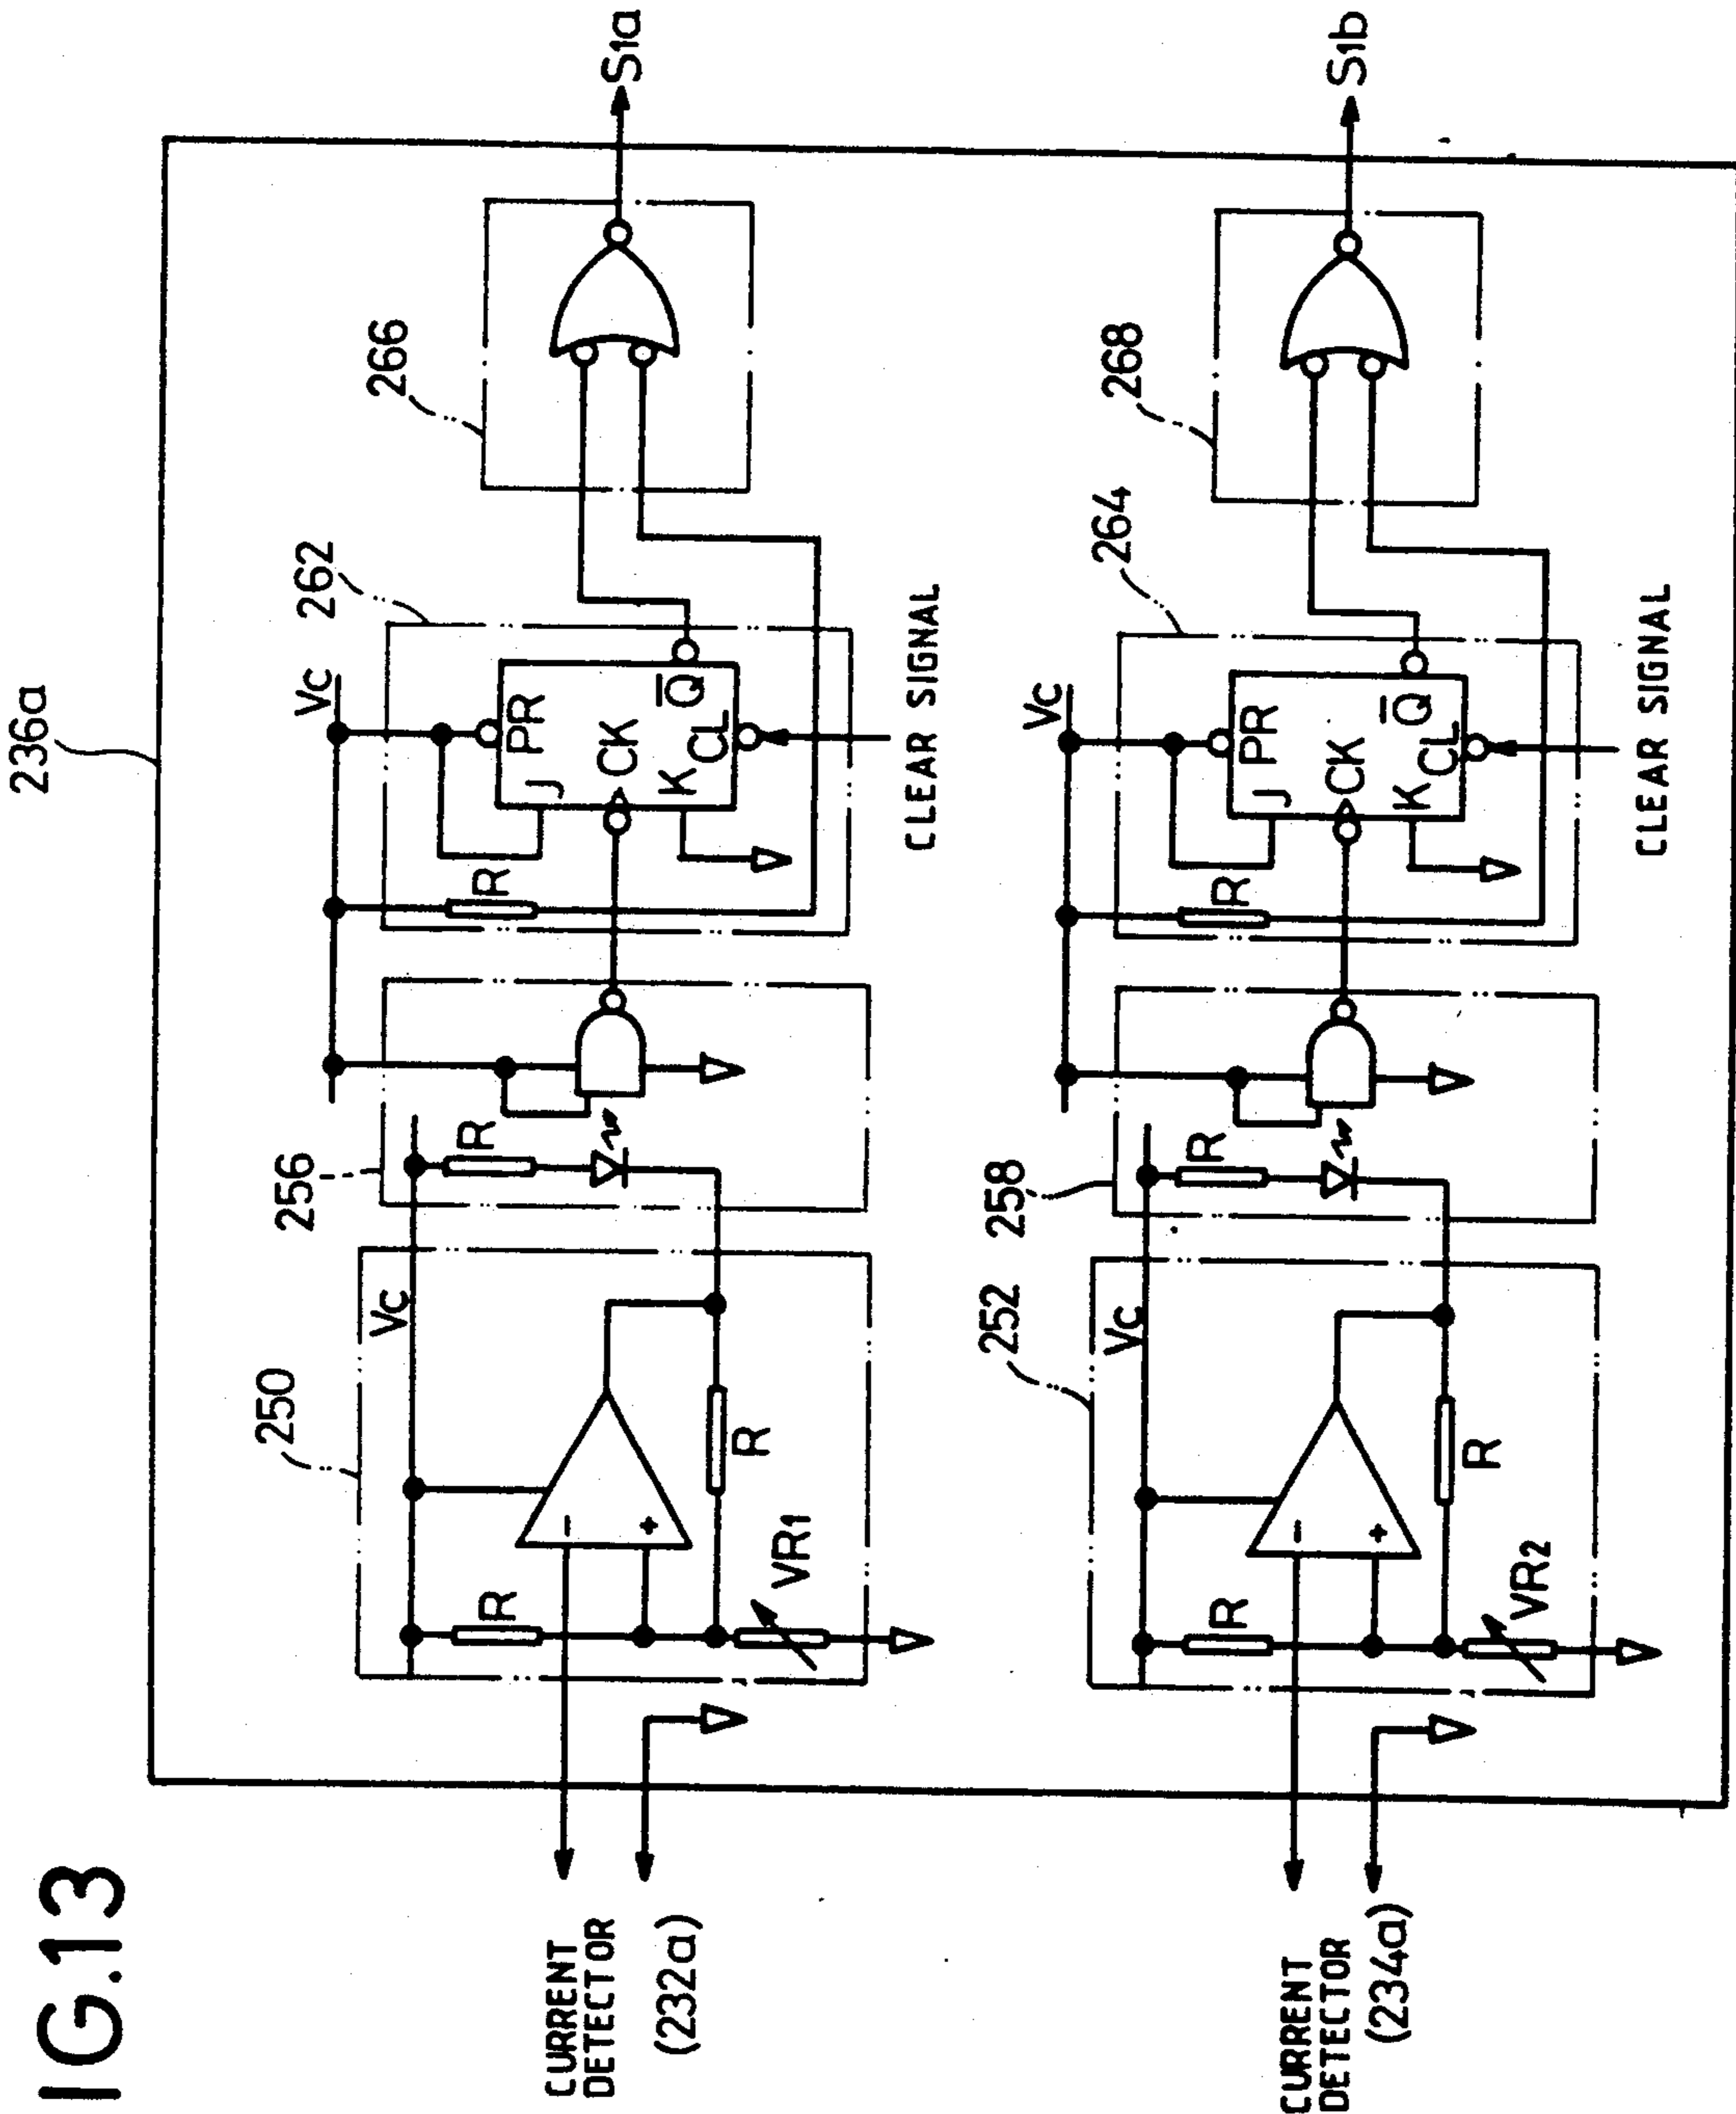 IG.13
236a
250
256
262
266
Vc
Vc
R
R
R
R
VR1
-
+
J
PR
CK
K
CL
Q̅
S1a
CLEAR SIGNAL
CURRENT
DETECTOR
(232a)
252
258
264
268
Vc
Vc
R
R
R
R
VR2
-
+
J
PR
CK
K
CL
Q̅
S1b
CLEAR SIGNAL
CURRENT
DETECTOR
(234a)